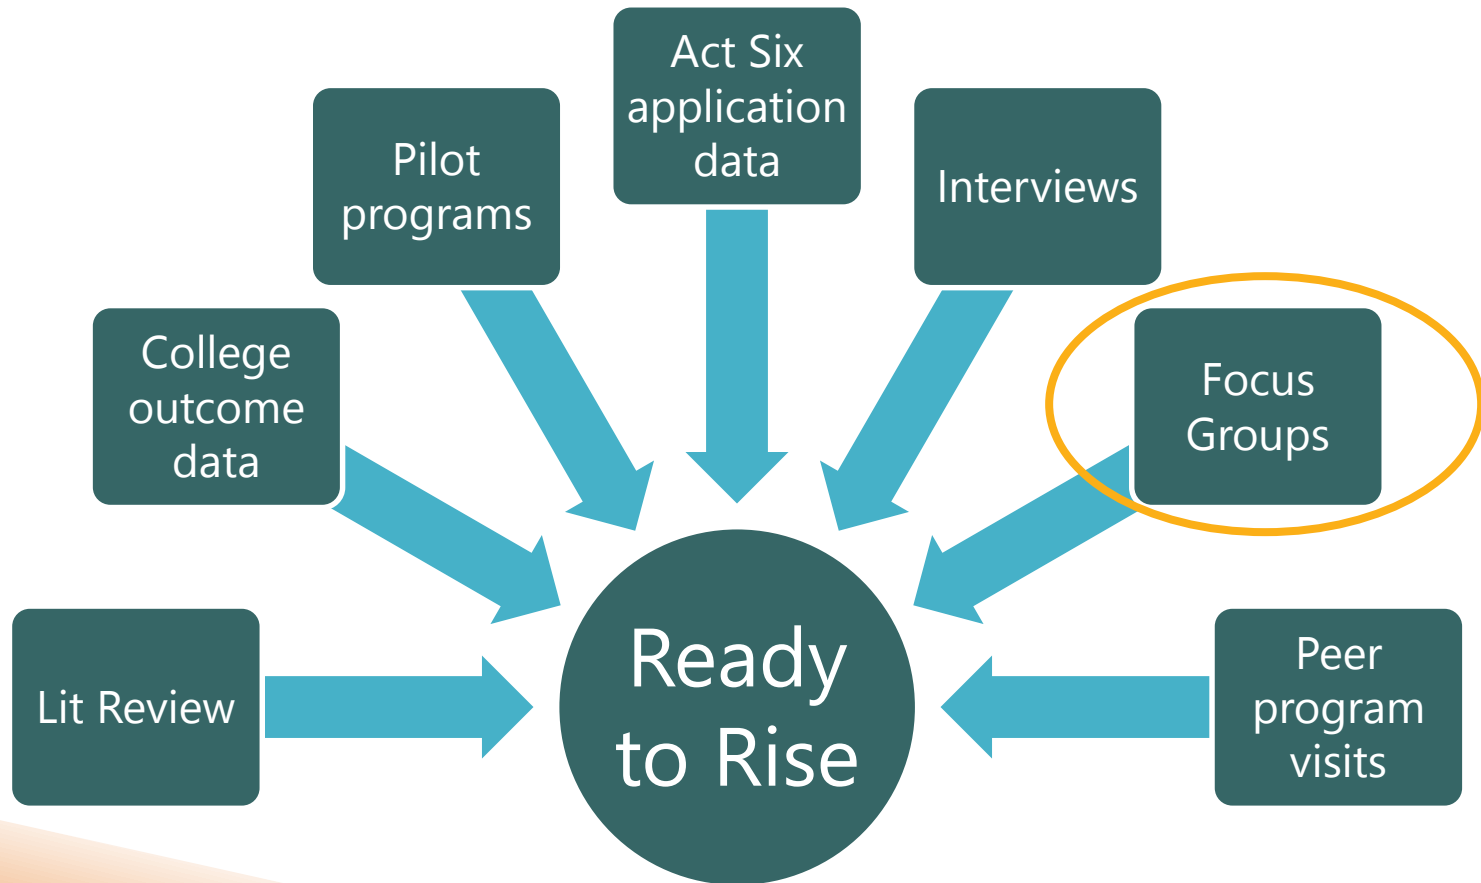 Act Six
application
data
Pilot
programs
Interviews
College
outcome
data
Focus
Groups
Lit Review
Ready
to Rise
Peer
program
visits